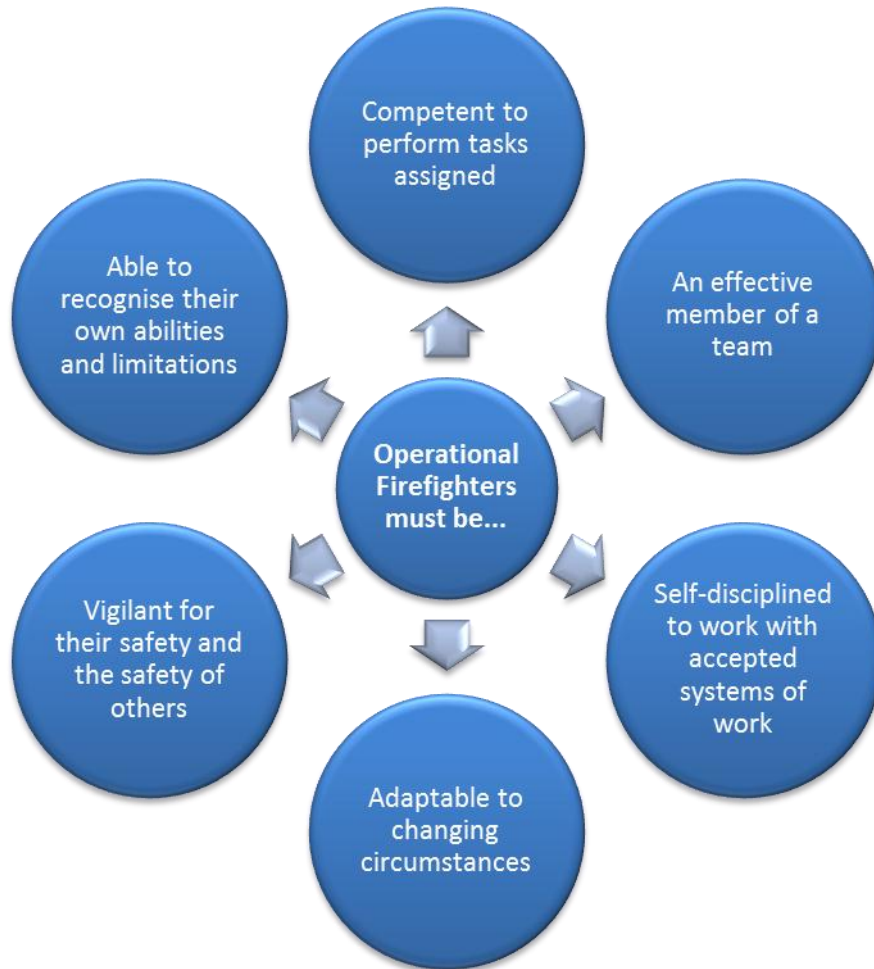 Operational
Firefighters
must be...
Competent to
perform tasks
assigned
An effective
member of a
team
Self-disciplined
to work with
accepted
systems of
work
Adaptable to
changing
circumstances
Vigilant for
their safety and
the safety of
others
Able to
recognise their
own abilities
and limitations